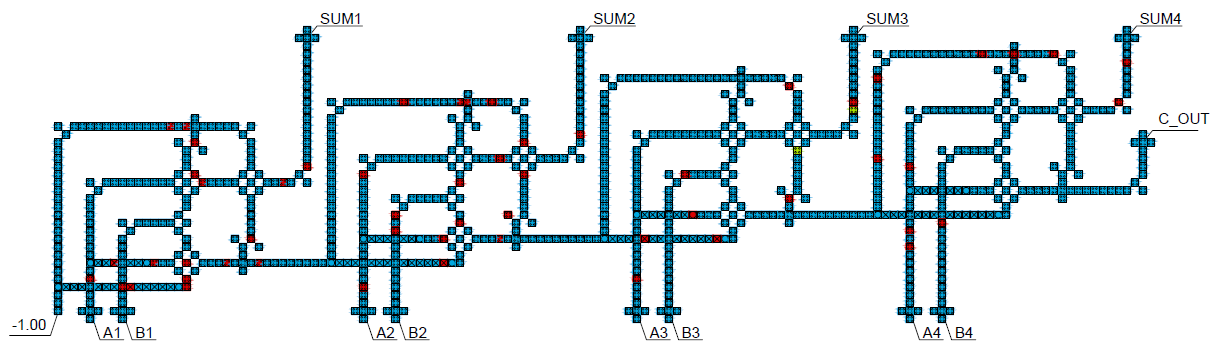 SUM1
SUM2
SUM3
SUM4
C_OUT
-1.00
A1
B1
A2
B2
A3
B3
A4
B4